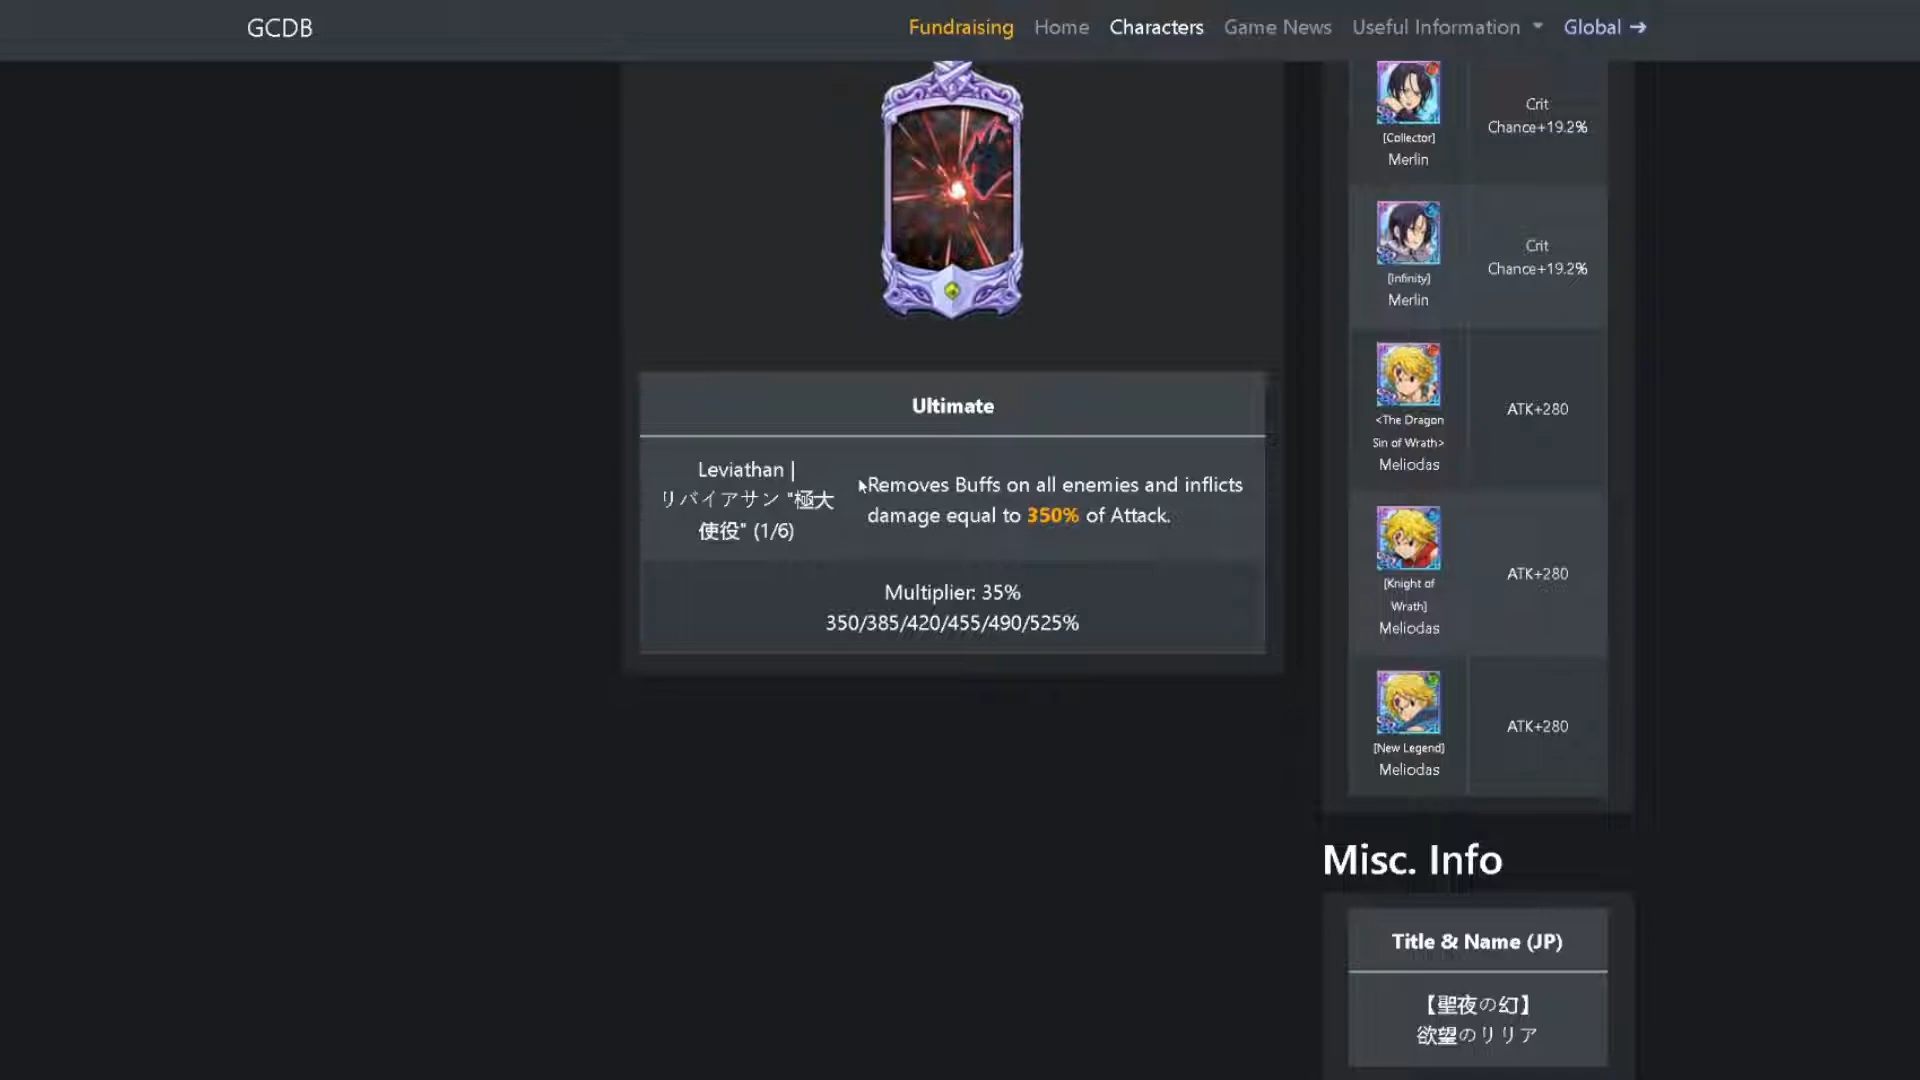 GCDB
Fundraising Home Characters Game News Useful Information Global →
Ultimate
Leviathan |
リバイアサン "極大
使役" (1/6)
Removes Buffs on all enemies and inflicts
damage equal to 350% of Attack.
Multiplier: 35%
350/385/420/455/490/525%
[Collector]
Merlin
Crit
Chance+19.2%
[Infinity]
Merlin
Crit
Chance+19.2%
<The Dragon
Sin of Wrath>
Meliodas
ATK+280
[Knight of
Wrath]
Meliodas
ATK+280
[New Legend]
Meliodas
ATK+280
Misc. Info
Title & Name (JP)
【聖夜の幻】
欲望のリリア